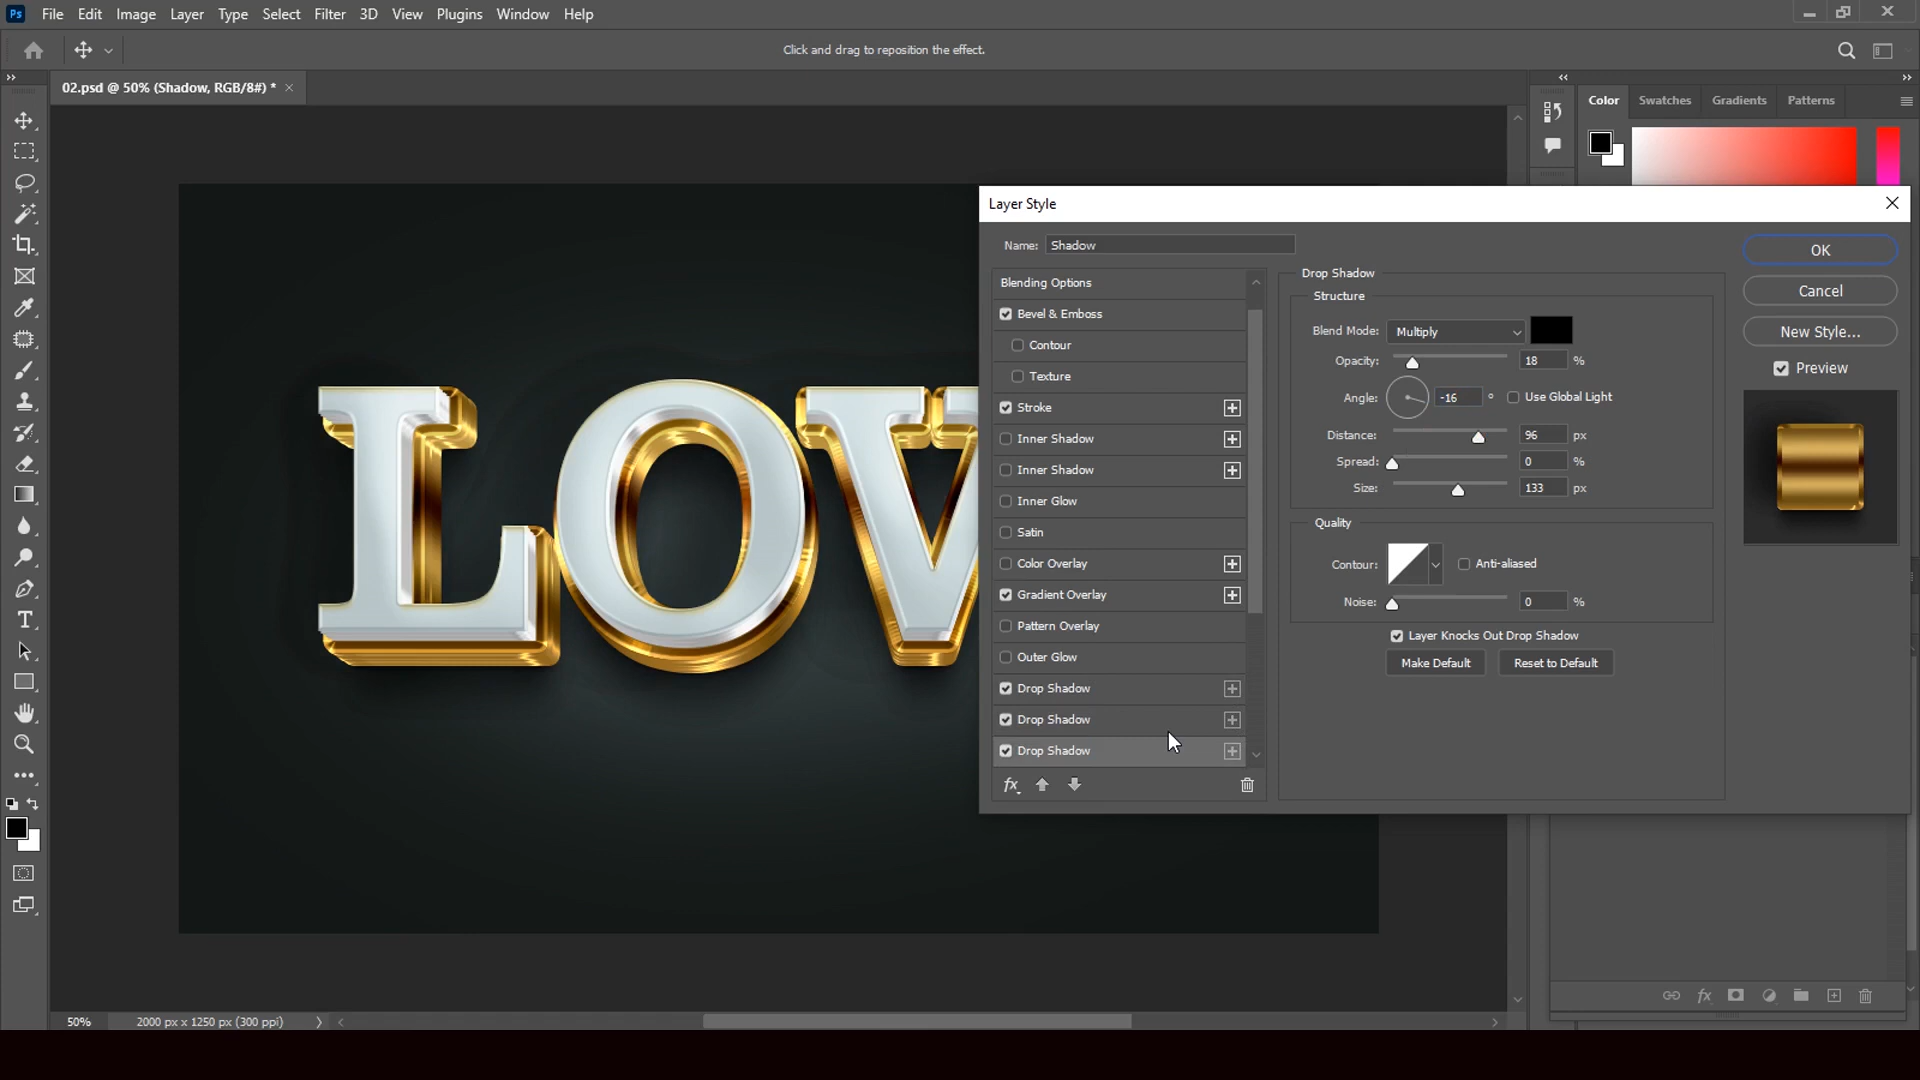 Ps File Edit Image Layer Type Select Filter 3D View Plugins Window Help
Click and drag to reposition the effect.
02.psd @ 50% (Shadow, RGB/8#) *
Color Swatches Gradients Patterns
Layer Style
Name: Shadow
Blending Options
Bevel & Emboss
Contour
Texture
Stroke
Inner Shadow
Inner Shadow
Inner Glow
Satin
Color Overlay
Gradient Overlay
Pattern Overlay
Outer Glow
Drop Shadow
Drop Shadow
Drop Shadow
fx
Drop Shadow
Structure
Blend Mode: Multiply
Opacity: 18 %
Angle: -16 ° Use Global Light
Distance: 96 px
Spread: 0 %
Size: 133 px
Quality
Contour: Anti-aliased
Noise: 0 %
Layer Knocks Out Drop Shadow
Make Default Reset to Default
OK
Cancel
New Style...
Preview
LOV
T
fx
50% 2000 px x 1250 px (300 ppi)